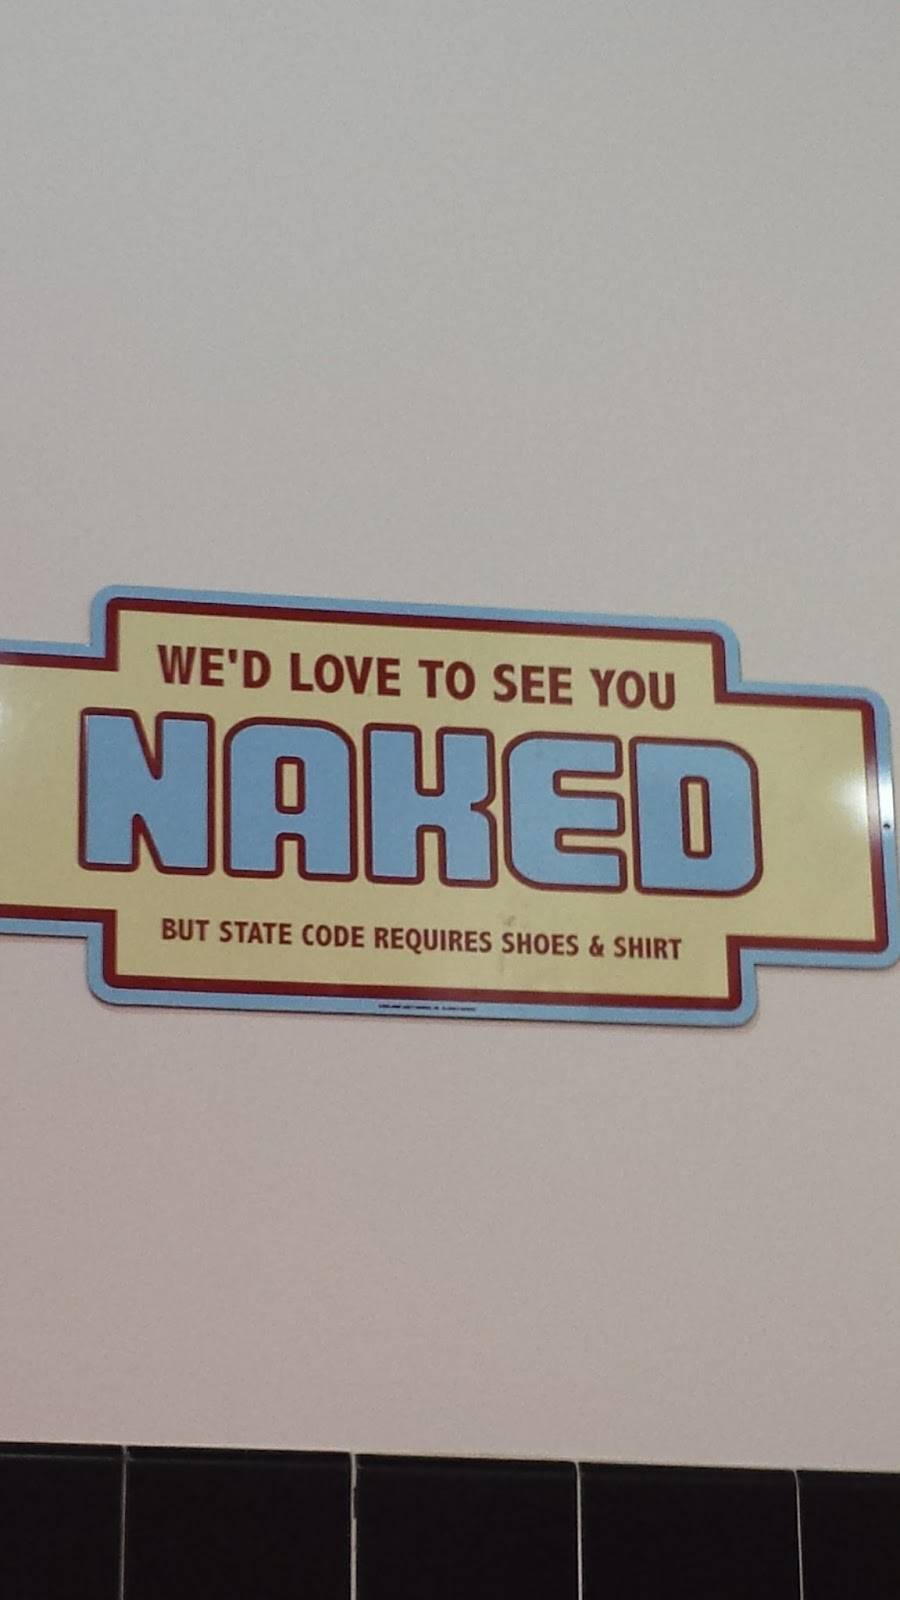 WE'D LOVE TO SEE YOU
NAKED
BUT STATE CODE REQUIRES SHOES & SHIRT